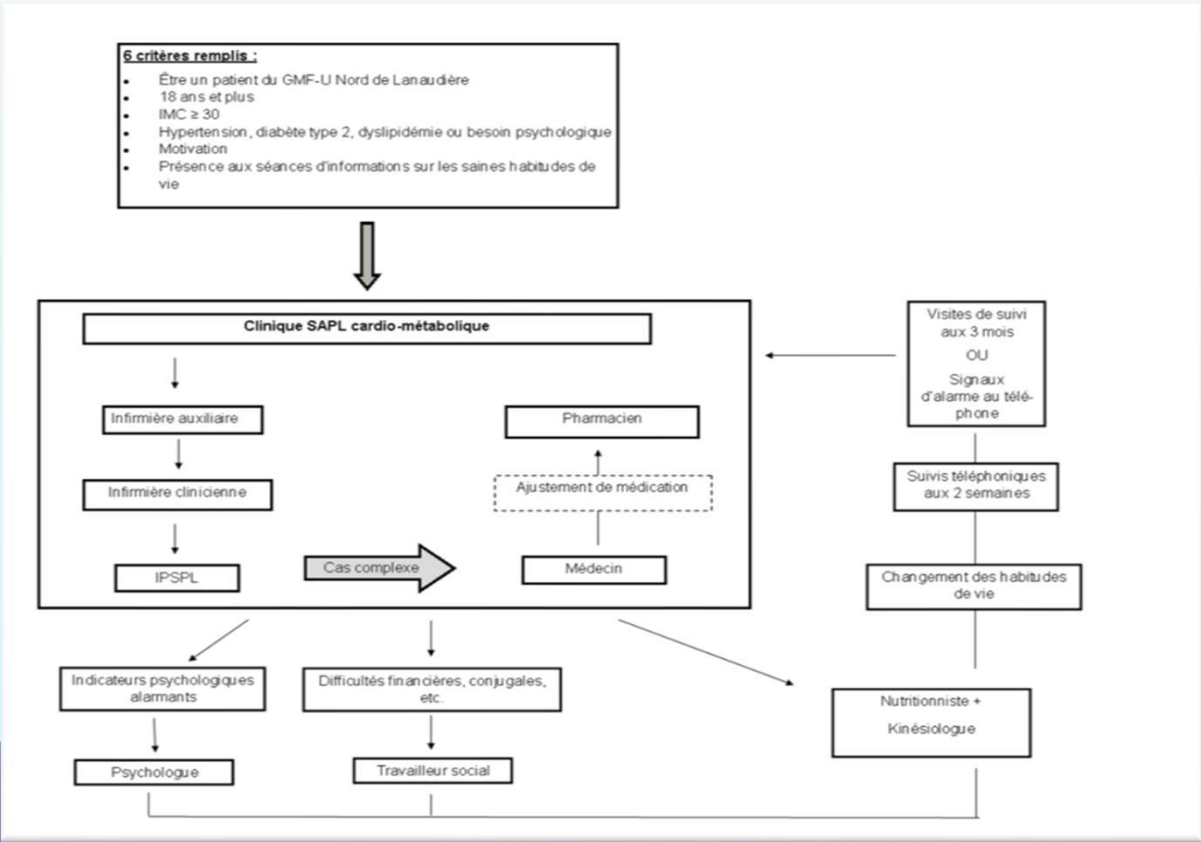 6 critères remplis :
• Être un patient du GMF-U Nord de Lanaudière
• 18 ans et plus
• IMC ≥ 30
• Hypertension, diabète type 2, dyslipidémie ou besoin psychologique
• Motivation
• Présence aux séances d'informations sur les saines habitudes de
vie
Clinique SAPL cardio-métabolique
Infirmière auxiliaire
Infirmière clinicienne
IPSPL
Cas complexe
Pharmacien
Ajustement de médication
Médecin
Visites de suivi
aux 3 mois
OU
Signaux
d'alarme au télé-
phone
Suivis téléphoniques
aux 2 semaines
Changement des habitudes
de vie
Indicateurs psychologiques
alarmants
Psychologue
Difficultés financières, conjugales,
etc.
Travailleur social
Nutritionniste +
Kinésiologue